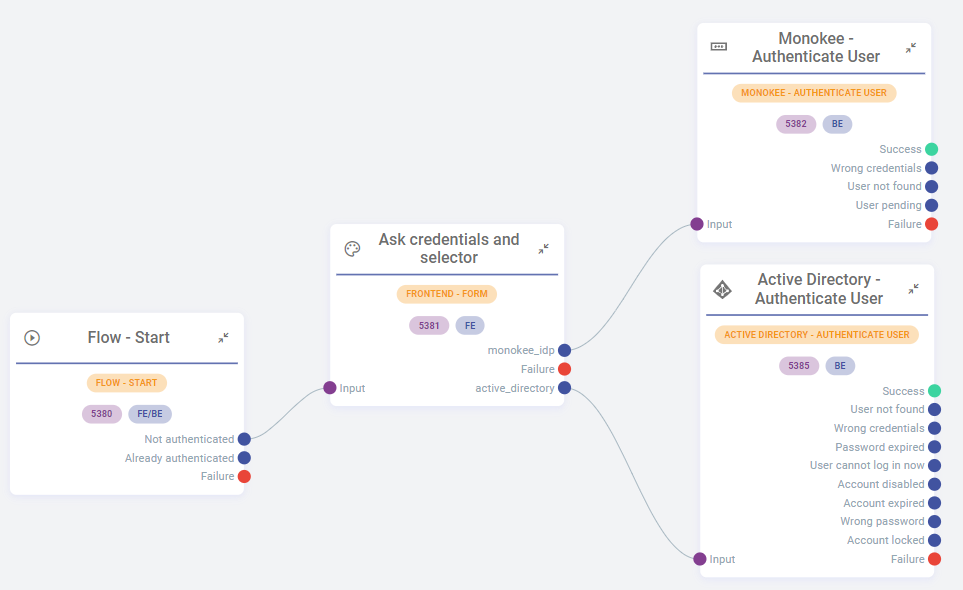 Flow - Start
FLOW - START
5380 FE/BE
Not authenticated
Already authenticated
Failure
Ask credentials and
selector
FRONTEND - FORM
5381 FE
monokee_idp
Failure
Input active_directory
Monokee -
Authenticate User
MONOKEE - AUTHENTICATE USER
5382 BE
Success
Wrong credentials
User not found
User pending
Input Failure
Active Directory -
Authenticate User
ACTIVE DIRECTORY - AUTHENTICATE USER
5385 BE
Success
User not found
Wrong credentials
Password expired
User cannot log in now
Account disabled
Account expired
Wrong password
Account locked
Input Failure